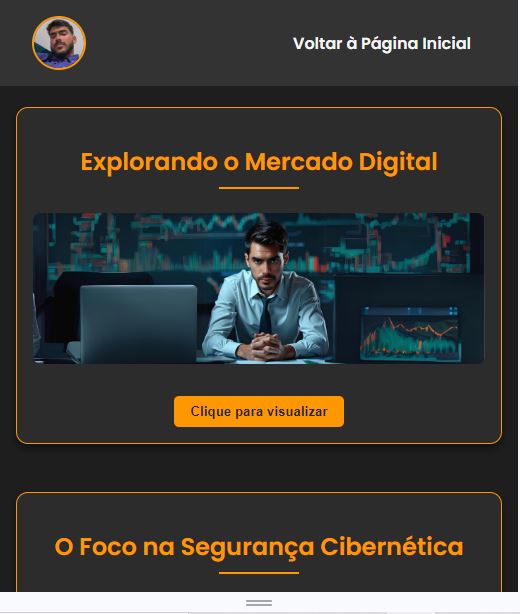 Voltar à Página Inicial
Explorando o Mercado Digital
Clique para visualizar
O Foco na Segurança Cibernética